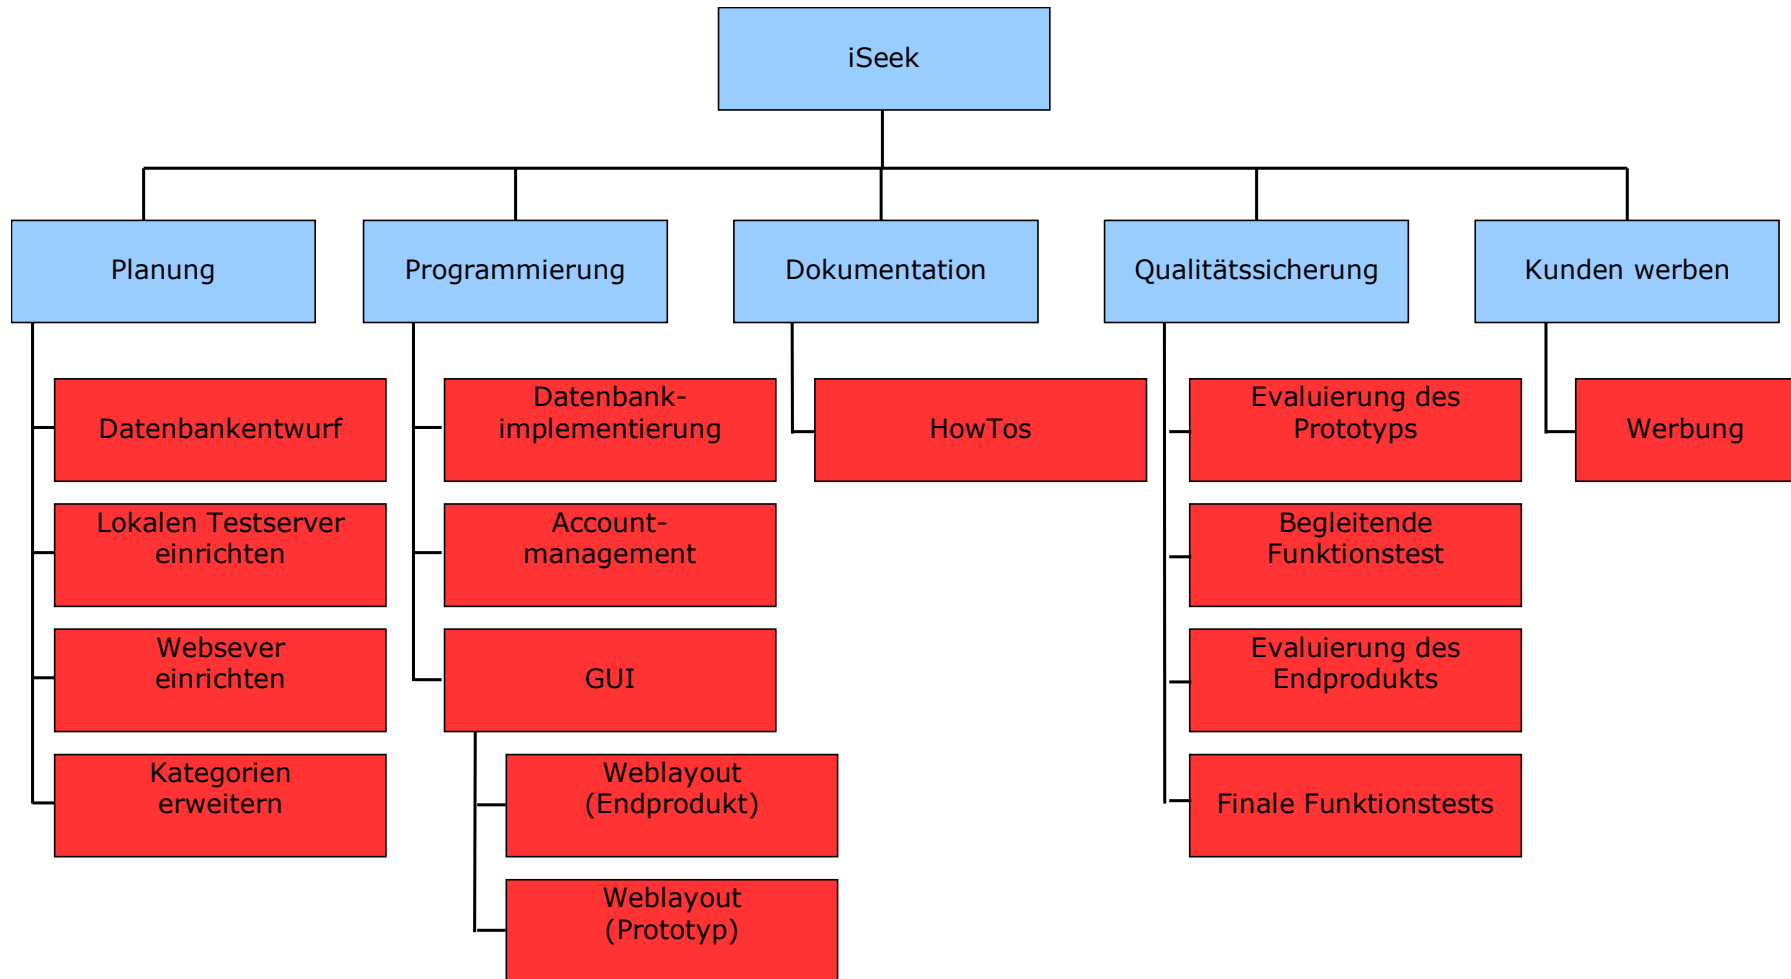 iSeek
Planung
Programmierung
Dokumentation
Qualitätssicherung
Kunden werben
Datenbankentwurf
Lokalen Testserver
einrichten
Websever
einrichten
Kategorien
erweitern
Datenbank-
implementierung
Account-
management
GUI
Weblayout
(Endprodukt)
Weblayout
(Prototyp)
HowTos
Evaluierung des
Prototyps
Begleitende
Funktionstest
Evaluierung des
Endprodukts
Finale Funktionstests
Werbung